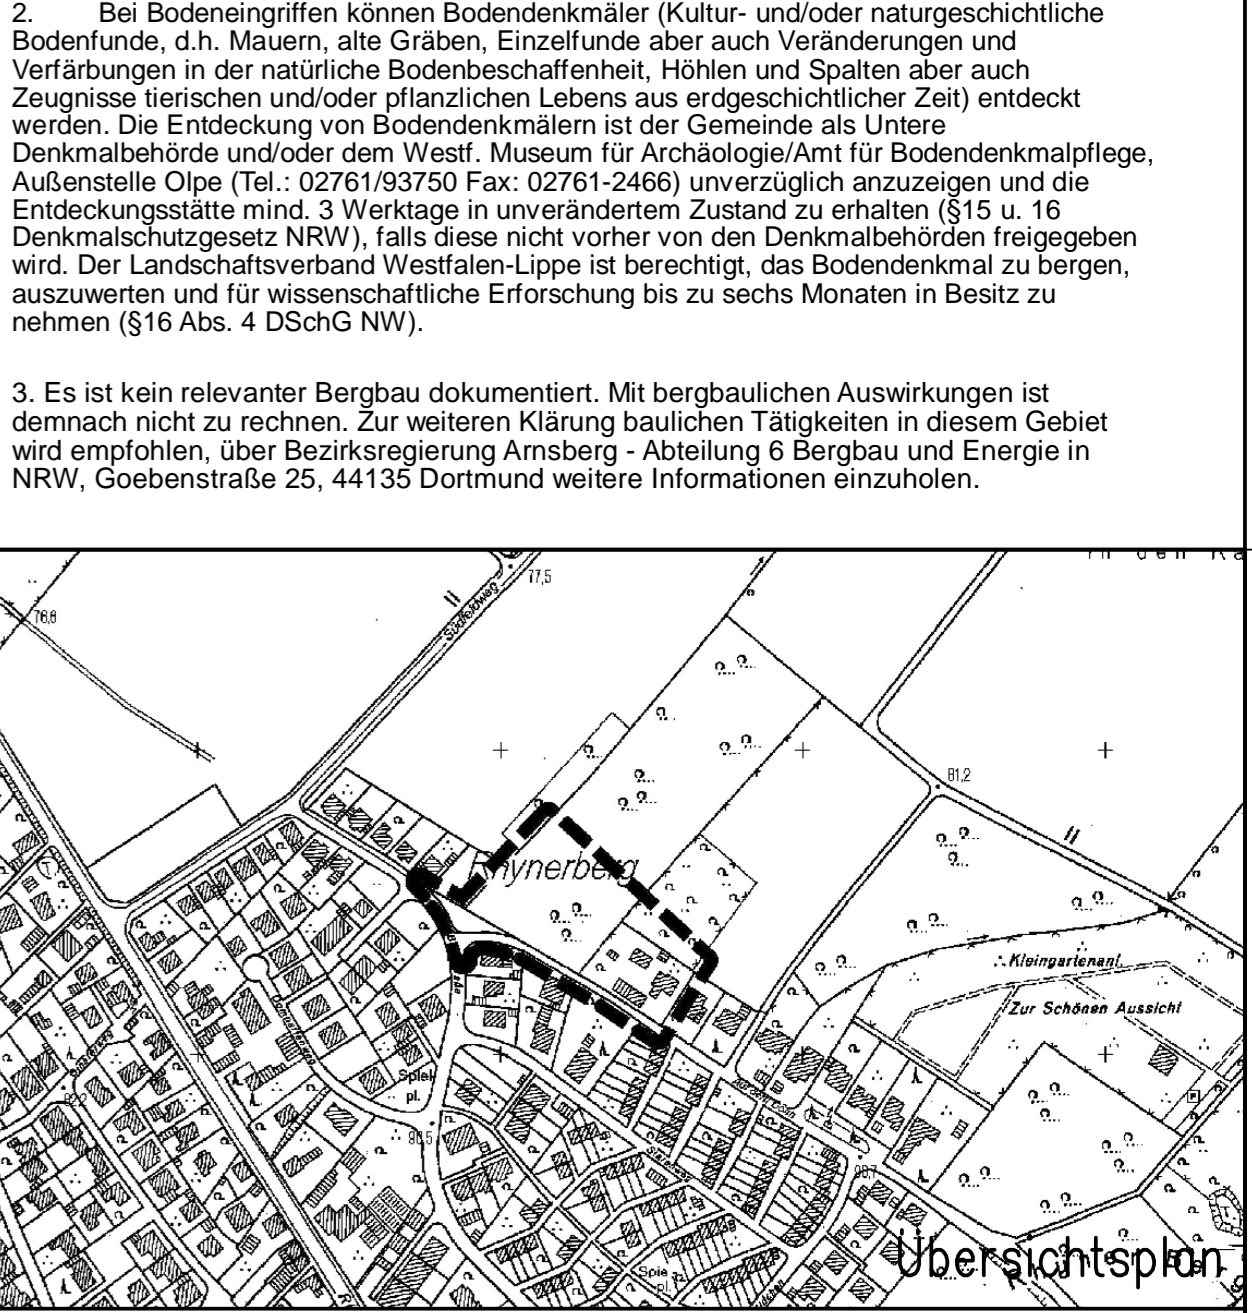 2. Bei Bodeneingriffen können Bodendenkmäler (Kultur- und/oder naturgeschichtliche
Bodenfunde, d.h. Mauern, alte Gräben, Einzelfunde aber auch Veränderungen und
Verfärbungen in der natürliche Bodenbeschaffenheit, Höhlen und Spalten aber auch
Zeugnisse tierischen und/oder pflanzlichen Lebens aus erdgeschichtlicher Zeit) entdeckt
werden. Die Entdeckung von Bodendenkmälern ist der Gemeinde als Untere
Denkmalbehörde und/oder dem Westf. Museum für Archäologie/Amt für Bodendenkmalpflege,
Außenstelle Olpe (Tel.: 02761/93750 Fax: 02761-2466) unverzüglich anzuzeigen und die
Entdeckungsstätte mind. 3 Werktage in unverändertem Zustand zu erhalten (§15 u. 16
Denkmalschutzgesetz NRW), falls diese nicht vorher von den Denkmalbehörden freigegeben
wird. Der Landschaftsverband Westfalen-Lippe ist berechtigt, das Bodendenkmal zu bergen,
auszuwerten und für wissenschaftliche Erforschung bis zu sechs Monaten in Besitz zu
nehmen (§16 Abs. 4 DSchG NW).
3. Es ist kein relevanter Bergbau dokumentiert. Mit bergbaulichen Auswirkungen ist
demnach nicht zu rechnen. Zur weiteren Klärung baulichen Tätigkeiten in diesem Gebiet
wird empfohlen, über Bezirksregierung Arnsberg - Abteilung 6 Bergbau und Energie in
NRW, Goebenstraße 25, 44135 Dortmund weitere Informationen einzuholen.
77,5
Südfeldweg
76,6
81,2
Rhynerberg
Kleingartenanl.
Zur Schönen Aussicht
Spiel
pl.
90,5
Übersichtsplan
Spie
pl.